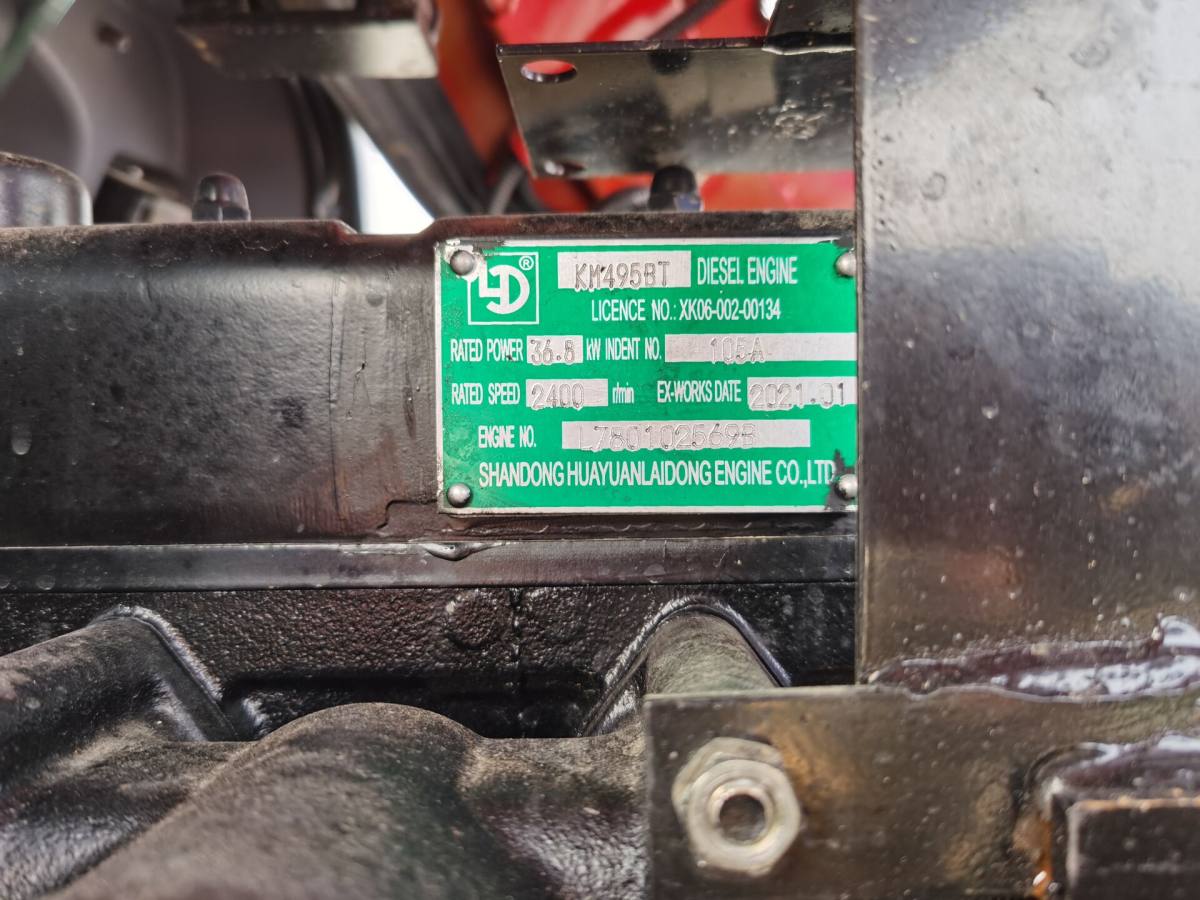 LD® KM495BT DIESEL ENGINE
LICENCE NO.: XK06-002-00134
RATED POWER 36.8 kW INDENT NO. 105A
RATED SPEED 2400 r/min EX-WORKS DATE 2021.01
ENGINE NO. L780102569B
SHANDONG HUAYUANLAIDONG ENGINE CO.,LTD